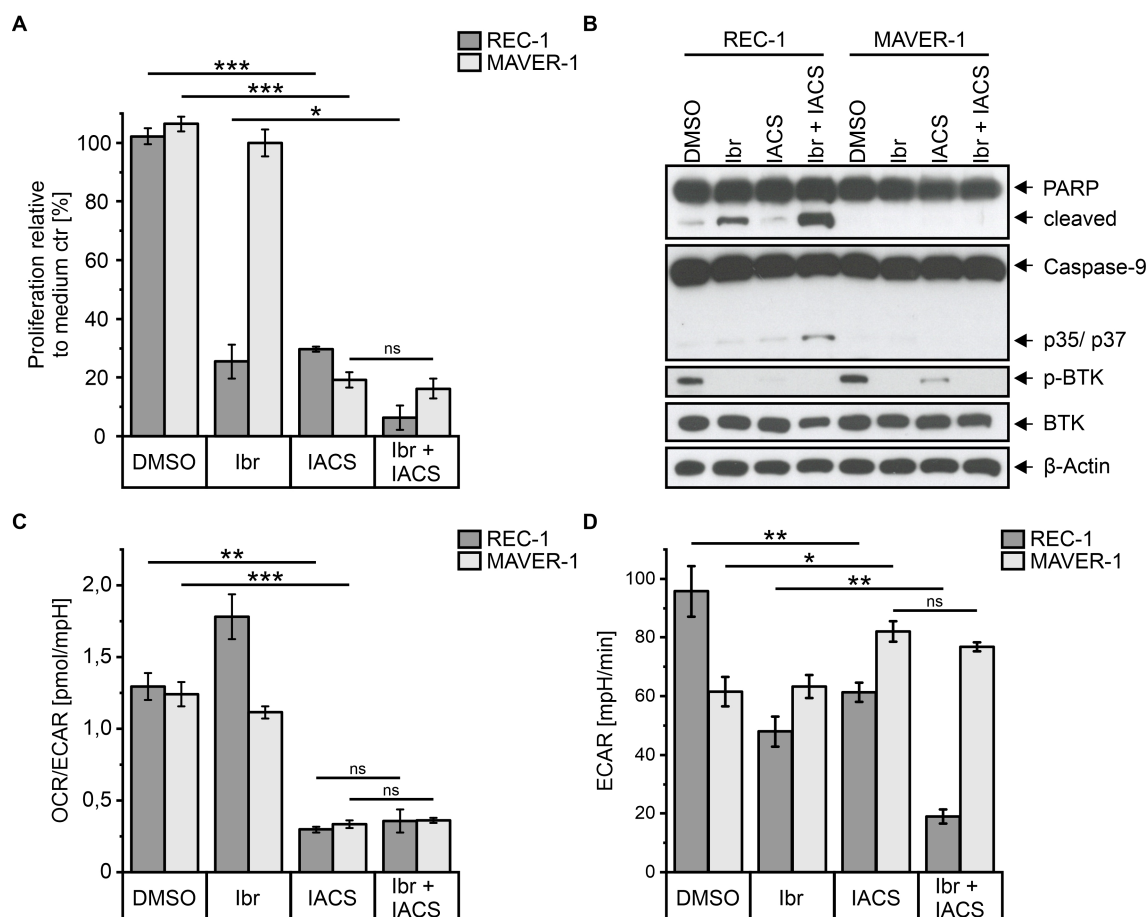 A
REC-1
MAVER-1
***
***
*
ns
Proliferation relative
to medium ctr [%]
100
80
60
40
20
0
DMSO
Ibr
IACS
Ibr +
IACS
B
REC-1
MAVER-1
DMSO
Ibr
IACS
Ibr + IACS
DMSO
Ibr
IACS
Ibr + IACS
PARP
cleaved
Caspase-9
p35/ p37
p-BTK
BTK
β-Actin
C
REC-1
MAVER-1
**
***
ns
ns
OCR/ECAR [pmol/mpH]
2,0
1,5
1,0
0,5
0
DMSO
Ibr
IACS
Ibr +
IACS
D
REC-1
MAVER-1
**
*
**
ns
ECAR [mpH/min]
100
80
60
40
20
0
DMSO
Ibr
IACS
Ibr +
IACS